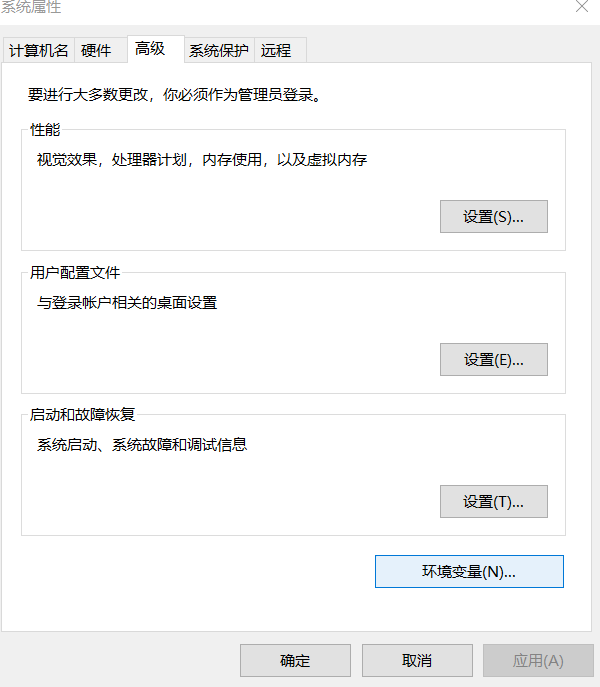 系统属性
计算机名 硬件 高级 系统保护 远程
要进行大多数更改，你必须作为管理员登录。
性能
视觉效果，处理器计划，内存使用，以及虚拟内存
设置(S)...
用户配置文件
与登录帐户相关的桌面设置
设置(E)...
启动和故障恢复
系统启动、系统故障和调试信息
设置(T)...
环境变量(N)...
确定 取消 应用(A)